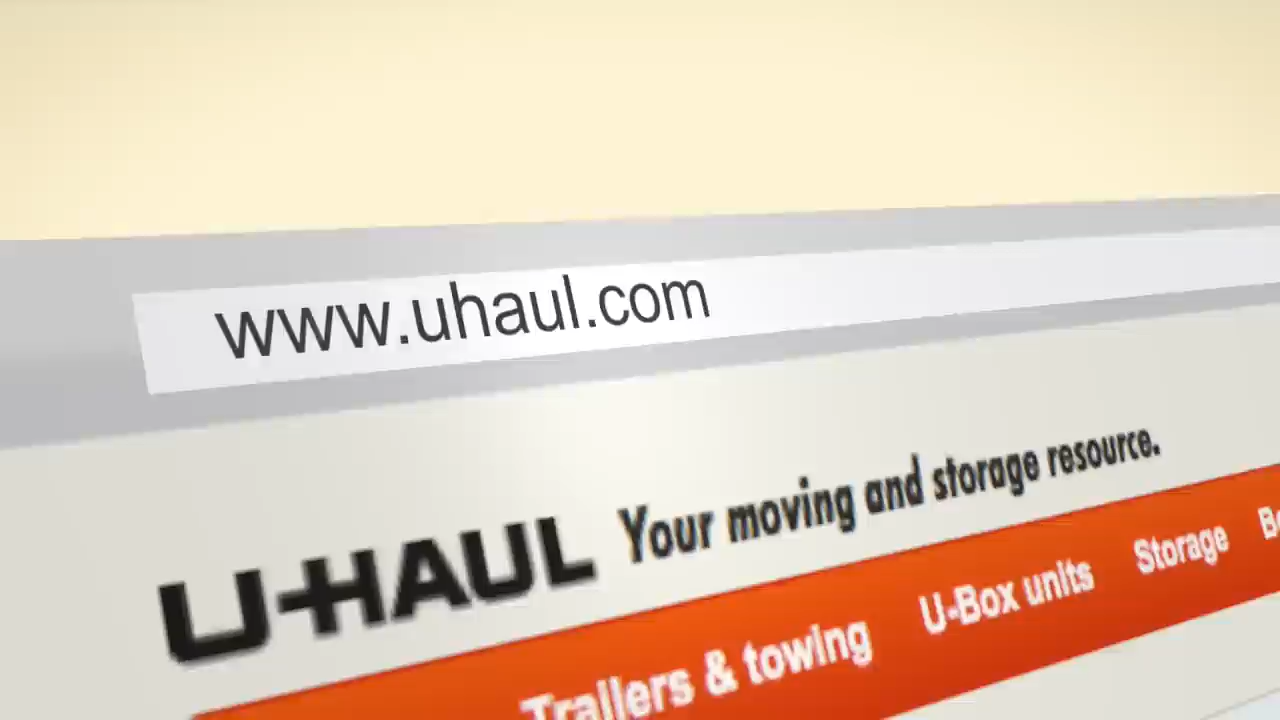 www.uhaul.com
U-HAUL Your moving and storage resource.
Trailers & towing U-Box units Storage